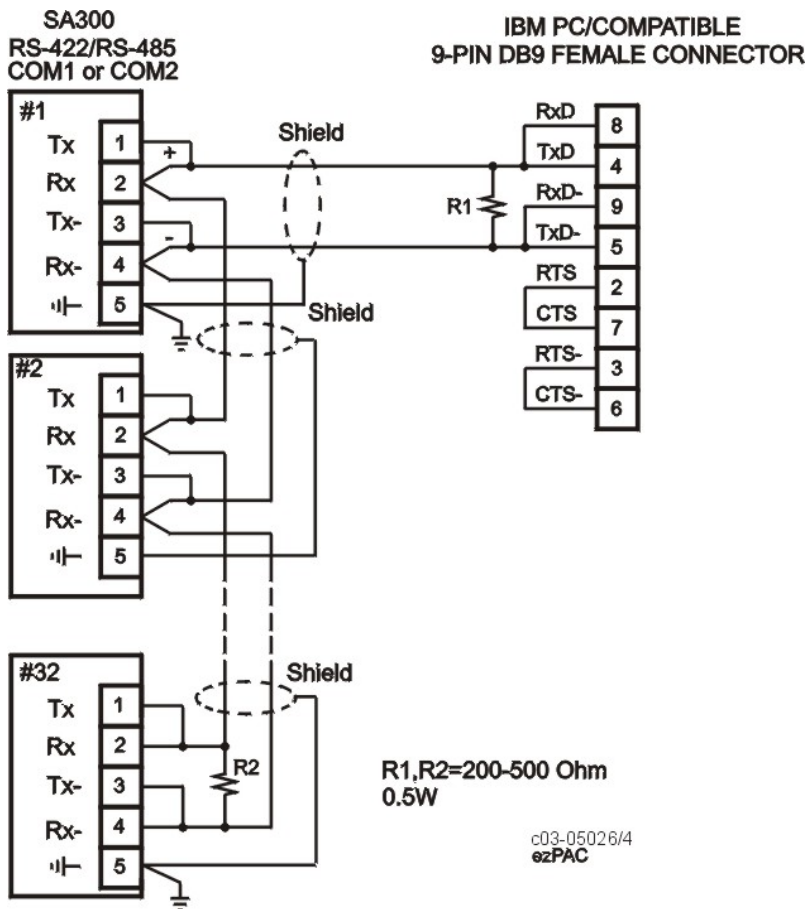 SA300
RS-422/RS-485
COM1 or COM2
IBM PC/COMPATIBLE
9-PIN DB9 FEMALE CONNECTOR
#1
Tx 1
Rx 2
Tx- 3
Rx- 4
5
+
-
Shield
R1
RxD 8
TxD 4
RxD- 9
TxD- 5
RTS 2
CTS 7
RTS- 3
CTS- 6
Shield
#2
Tx 1
Rx 2
Tx- 3
Rx- 4
5
#32
Tx 1
Rx 2
Tx- 3
Rx- 4
5
Shield
R2
R1,R2=200-500 Ohm
0.5W
c03-05026/4
ezPAC